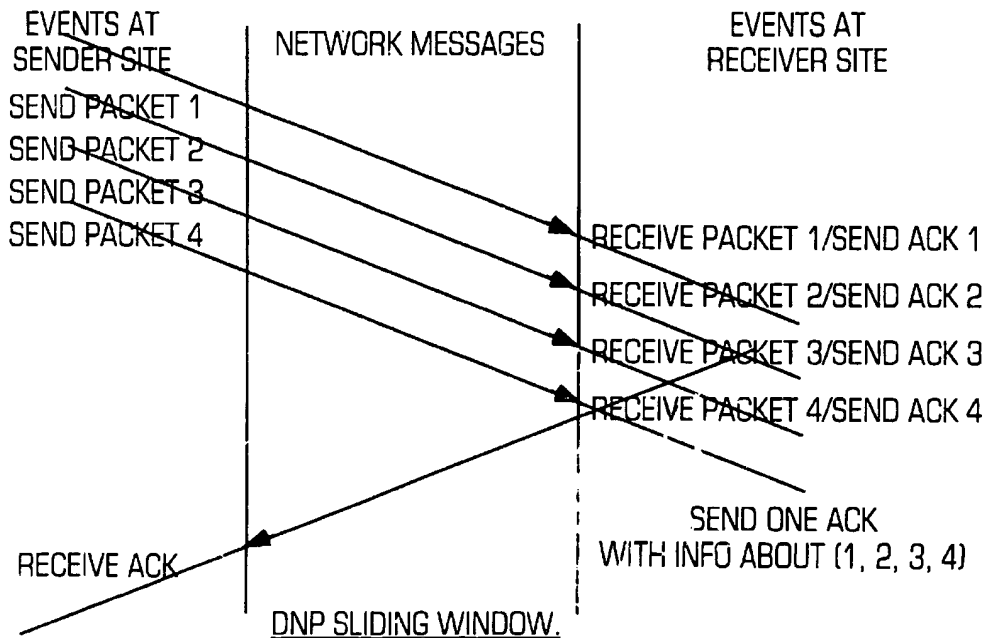 EVENTS AT
SENDER SITE
NETWORK MESSAGES
EVENTS AT
RECEIVER SITE
SEND PACKET 1
SEND PACKET 2
SEND PACKET 3
SEND PACKET 4
RECEIVE PACKET 1/SEND ACK 1
RECEIVE PACKET 2/SEND ACK 2
RECEIVE PACKET 3/SEND ACK 3
RECEIVE PACKET 4/SEND ACK 4
SEND ONE ACK
WITH INFO ABOUT (1, 2, 3, 4)
RECEIVE ACK
DNP SLIDING WINDOW.